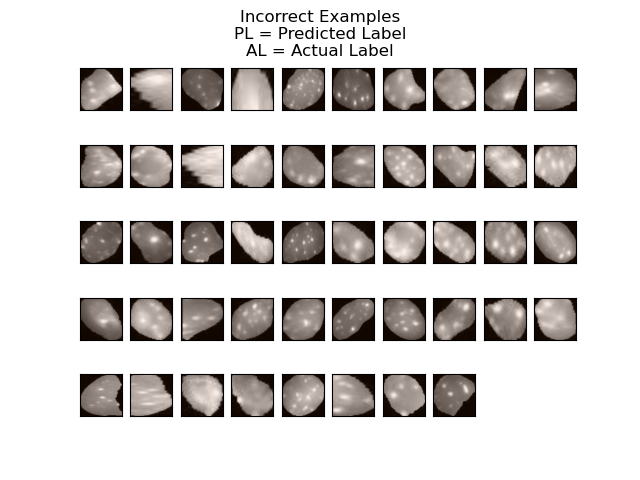 Incorrect Examples
PL = Predicted Label
AL = Actual Label